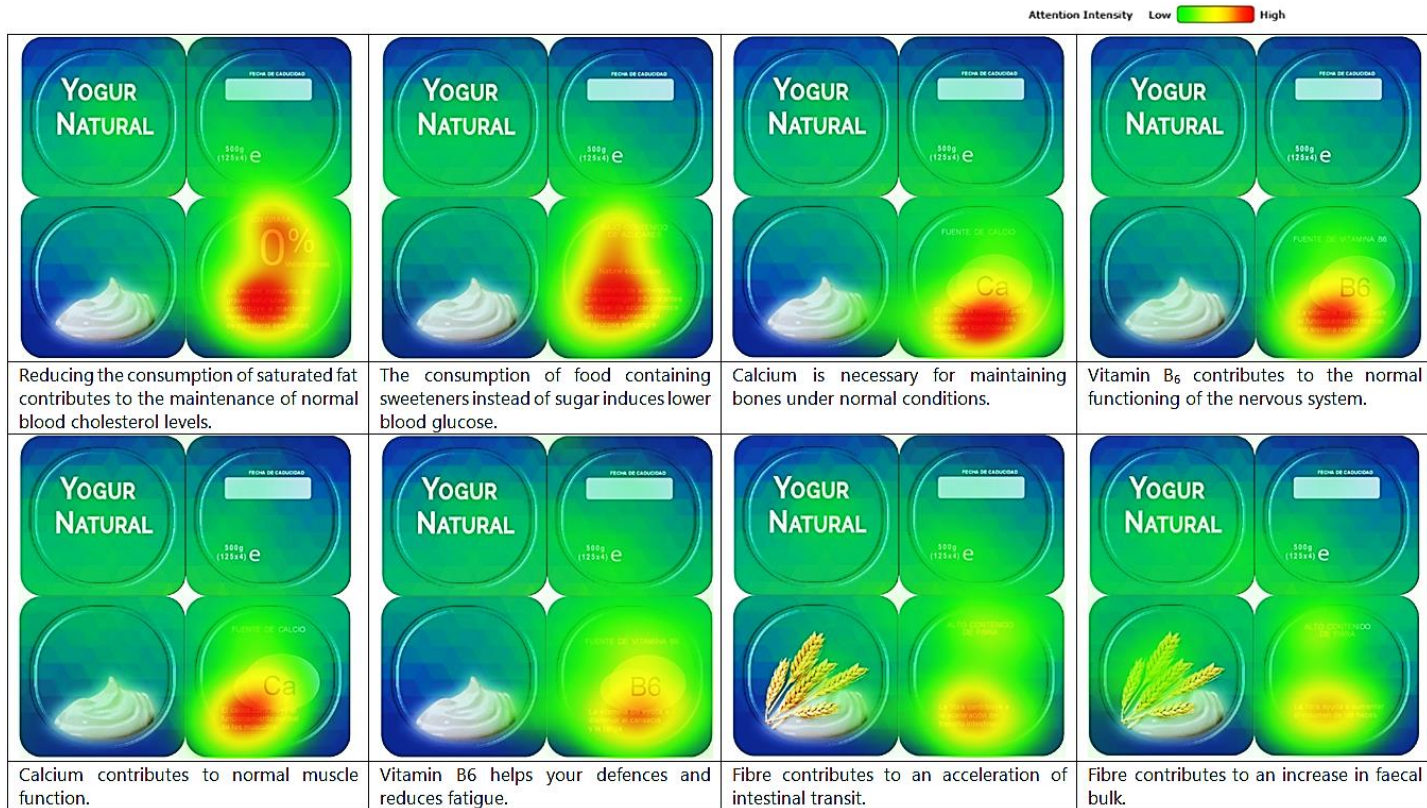 Attention Intensity Low High
YOGUR
NATURAL
FECHA DE CADUCIDAD
500g
(125x4) e
0%
Reducing the consumption of saturated fat
contributes to the maintenance of normal
blood cholesterol levels.
YOGUR
NATURAL
FECHA DE CADUCIDAD
500g
(125x4) e
BAJO CONTENIDO
DE AZÚCARES
The consumption of food containing
sweeteners instead of sugar induces lower
blood glucose.
YOGUR
NATURAL
FECHA DE CADUCIDAD
500g
(125x4) e
FUENTE DE CALCIO
Ca
Calcium is necessary for maintaining
bones under normal conditions.
YOGUR
NATURAL
FECHA DE CADUCIDAD
500g
(125x4) e
FUENTE DE VITAMINA B6
B6
Vitamin B₆ contributes to the normal
functioning of the nervous system.
YOGUR
NATURAL
FECHA DE CADUCIDAD
500g
(125x4) e
FUENTE DE CALCIO
Ca
Calcium contributes to normal muscle
function.
YOGUR
NATURAL
FECHA DE CADUCIDAD
500g
(125x4) e
FUENTE DE VITAMINA B6
B6
Vitamin B6 helps your defences and
reduces fatigue.
YOGUR
NATURAL
FECHA DE CADUCIDAD
500g
(125x4) e
ALTO CONTENIDO
DE FIBRA
Fibre contributes to an acceleration of
intestinal transit.
YOGUR
NATURAL
FECHA DE CADUCIDAD
500g
(125x4) e
ALTO CONTENIDO
DE FIBRA
Fibre contributes to an increase in faecal
bulk.